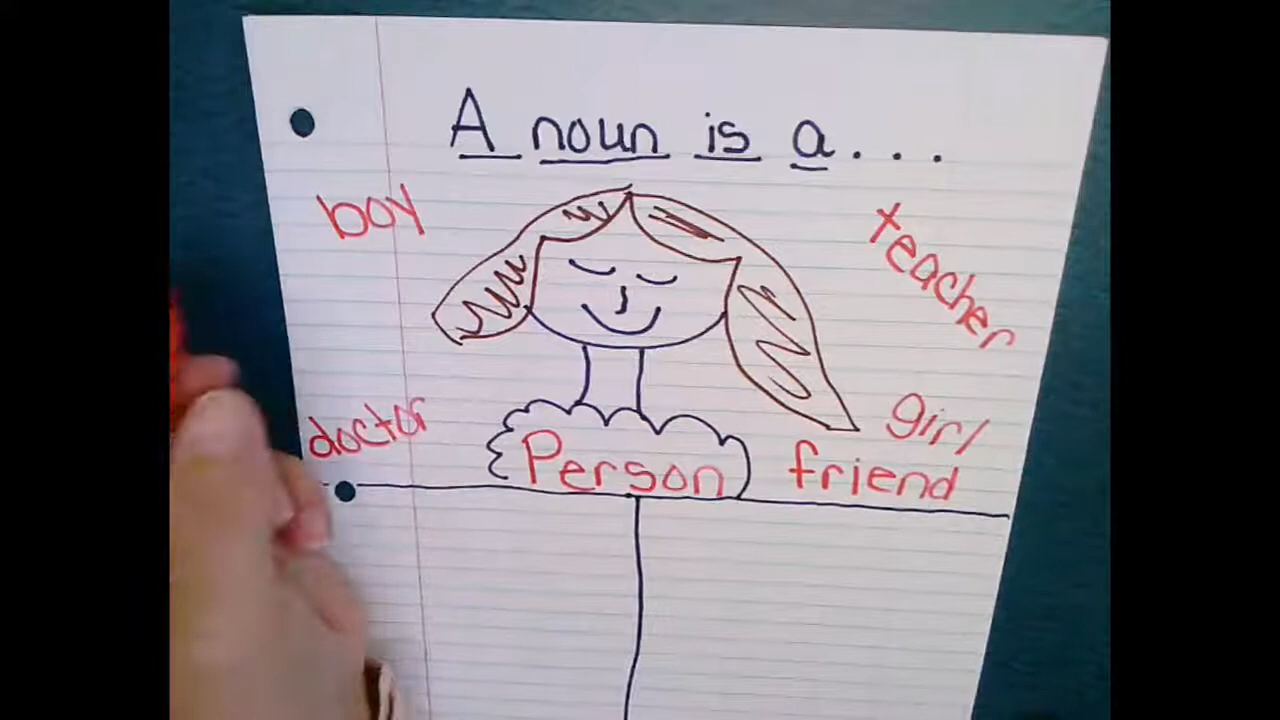 A noun is a....
boy
teacher
doctor
Person
girl
friend